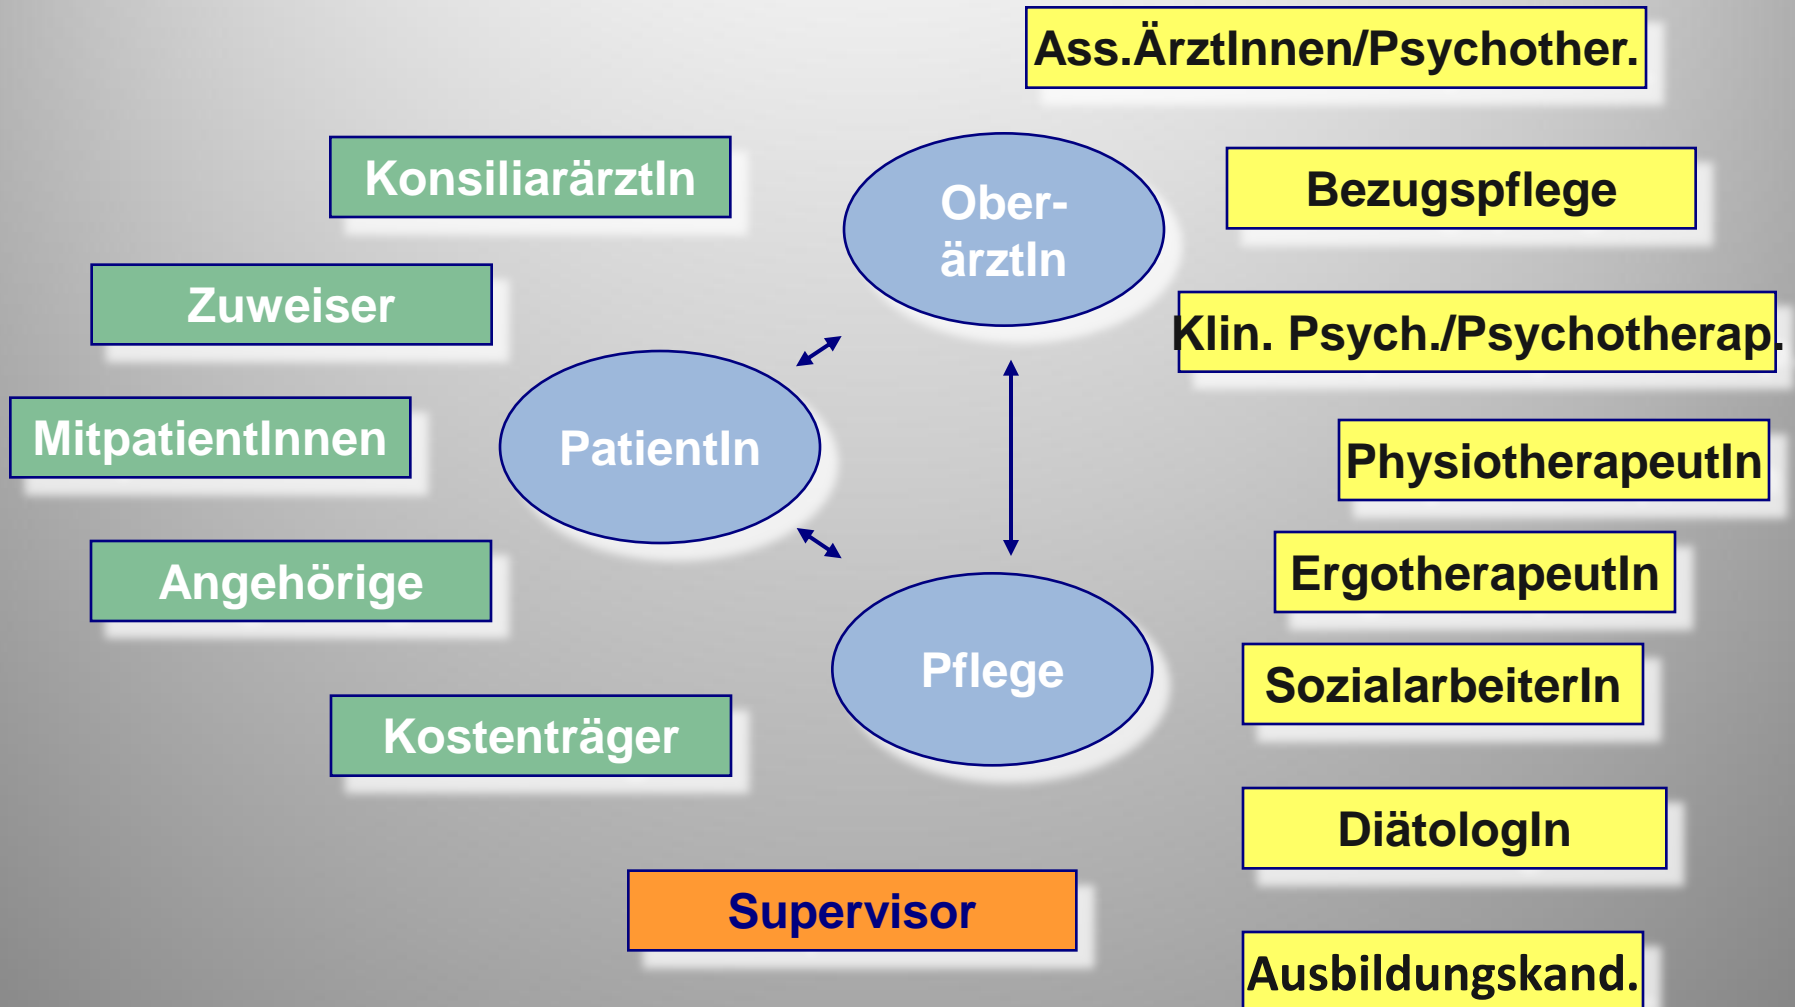 Ass.ÄrztInnen/Psychother.
KonsiliarärztIn
Ober-
ärztIn
Bezugspflege
Zuweiser
Klin. Psych./Psychotherap.
MitpatientInnen
PatientIn
PhysiotherapeutIn
Angehörige
ErgotherapeutIn
Pflege
SozialarbeiterIn
Kostenträger
DiätologIn
Supervisor
Ausbildungskand.